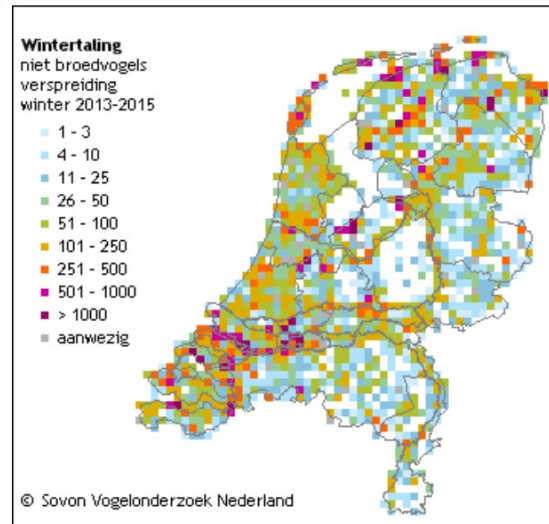 Wintertaling
niet broedvogels
verspreiding
winter 2013-2015
1 - 3
4 - 10
11 - 25
26 - 50
51 - 100
101 - 250
251 - 500
501 - 1000
> 1000
aanwezig
© Sovon Vogelonderzoek Nederland